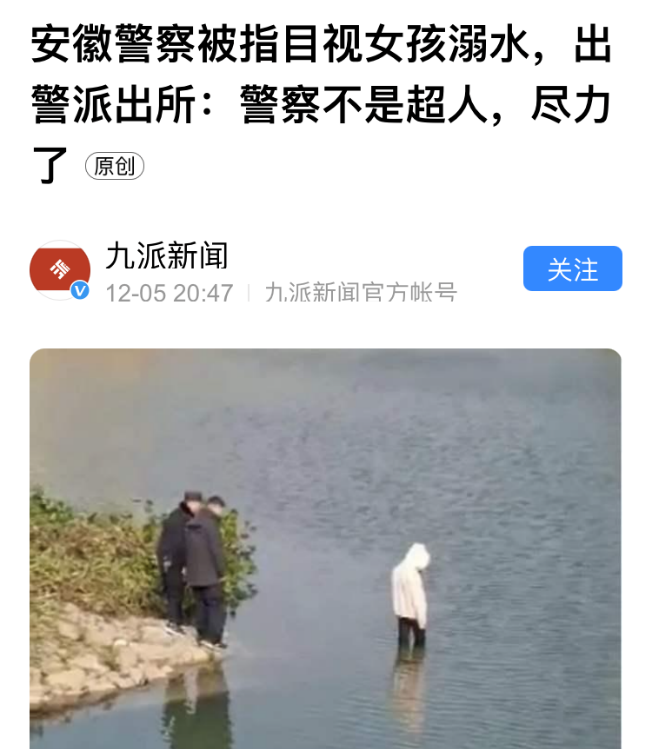 安徽警察被指目视女孩溺水，出
警派出所：警察不是超人，尽力
了 原创
九派新闻
关注
12-05 20:47 九派新闻官方帐号